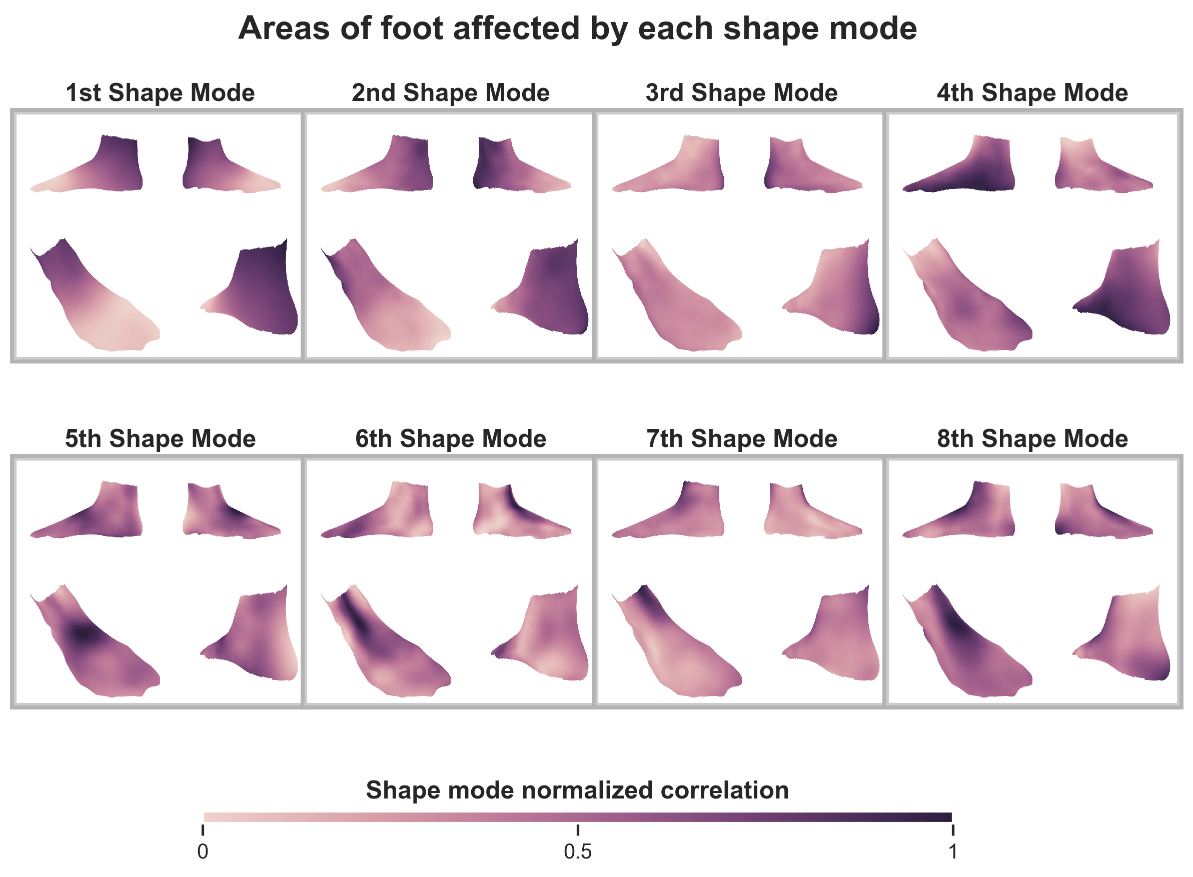 Areas of foot affected by each shape mode
1st Shape Mode
2nd Shape Mode
3rd Shape Mode
4th Shape Mode
5th Shape Mode
6th Shape Mode
7th Shape Mode
8th Shape Mode
Shape mode normalized correlation
0
0.5
1